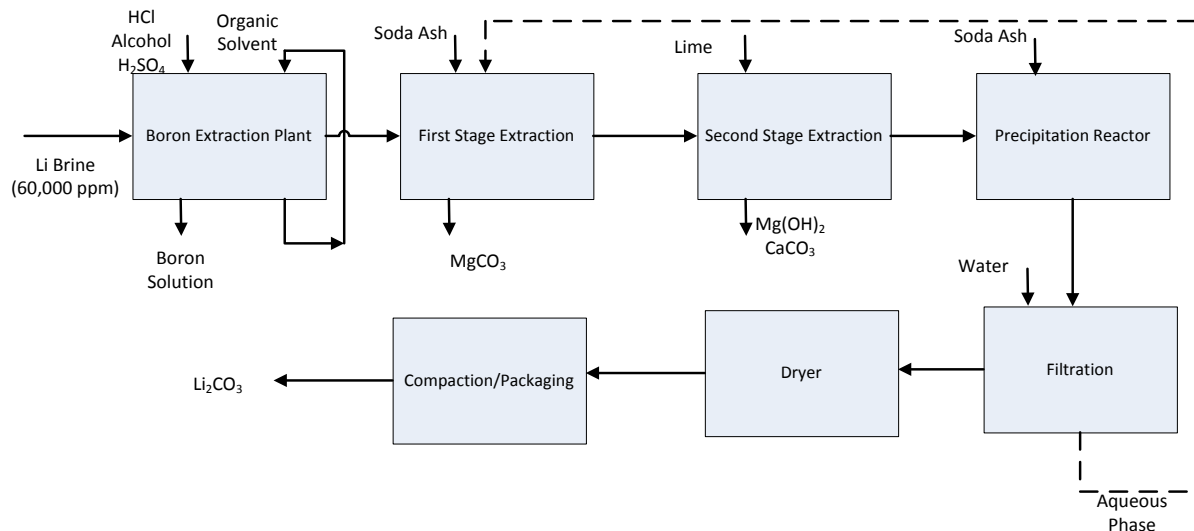 HCl
Alcohol
H₂SO₄
Organic
Solvent
Soda Ash
Lime
Soda Ash
Boron Extraction Plant
First Stage Extraction
Second Stage Extraction
Precipitation Reactor
Li Brine
(60,000 ppm)
Boron
Solution
MgCO₃
Mg(OH)₂
CaCO₃
Water
Li₂CO₃
Compaction/Packaging
Dryer
Filtration
Aqueous
Phase